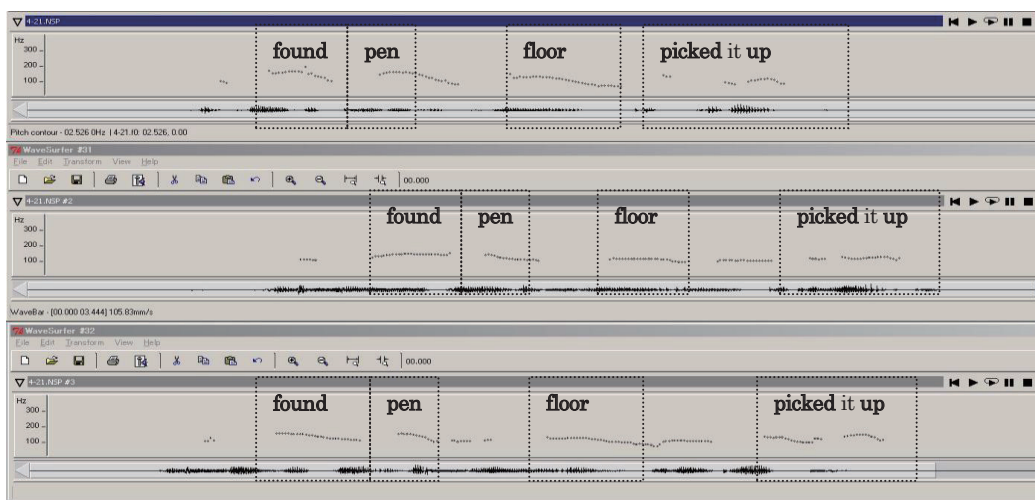 4-21.NSP
found pen floor picked it up
Hz
300
200
100
Pitch contour - 02.526 0Hz | 4-21.f0: 02.526, 0.00
WaveSurfer #31
File Edit Transform View Help
00.000
4-21.NSP #2
found pen floor picked it up
Hz
300
200
100
WaveBar - [00.000 03.444] 105.83mm/s
WaveSurfer #32
File Edit Transform View Help
00.000
4-21.NSP #3
found pen floor picked it up
Hz
300
200
100